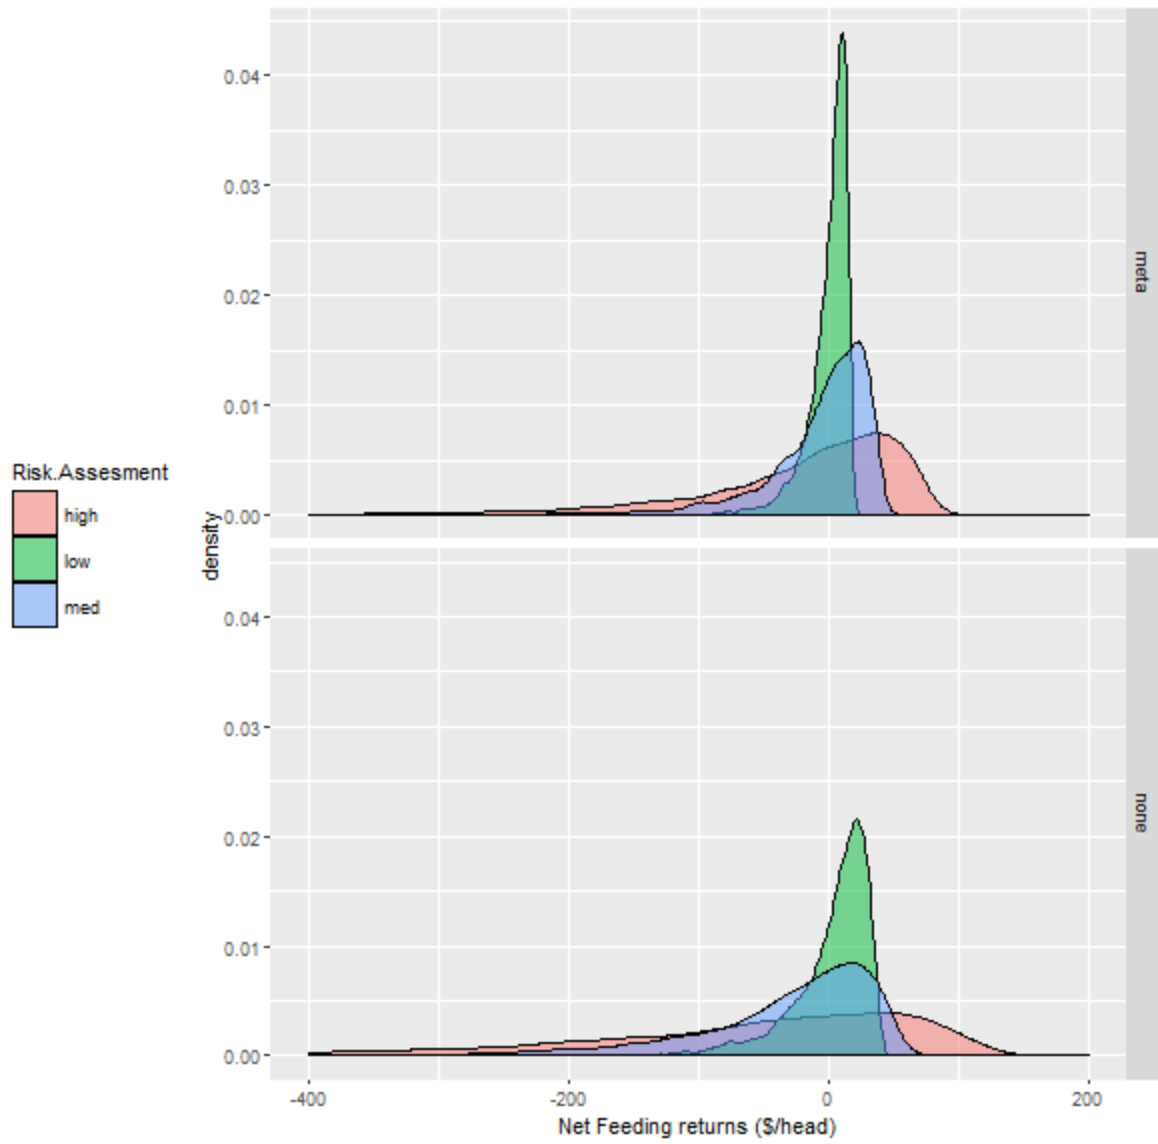 0.04
0.03
0.02
0.01
0.00
meta
Risk.Assesment
high
low
med
density
0.04
0.03
0.02
0.01
0.00
none
-400
-200
0
200
Net Feeding returns ($/head)